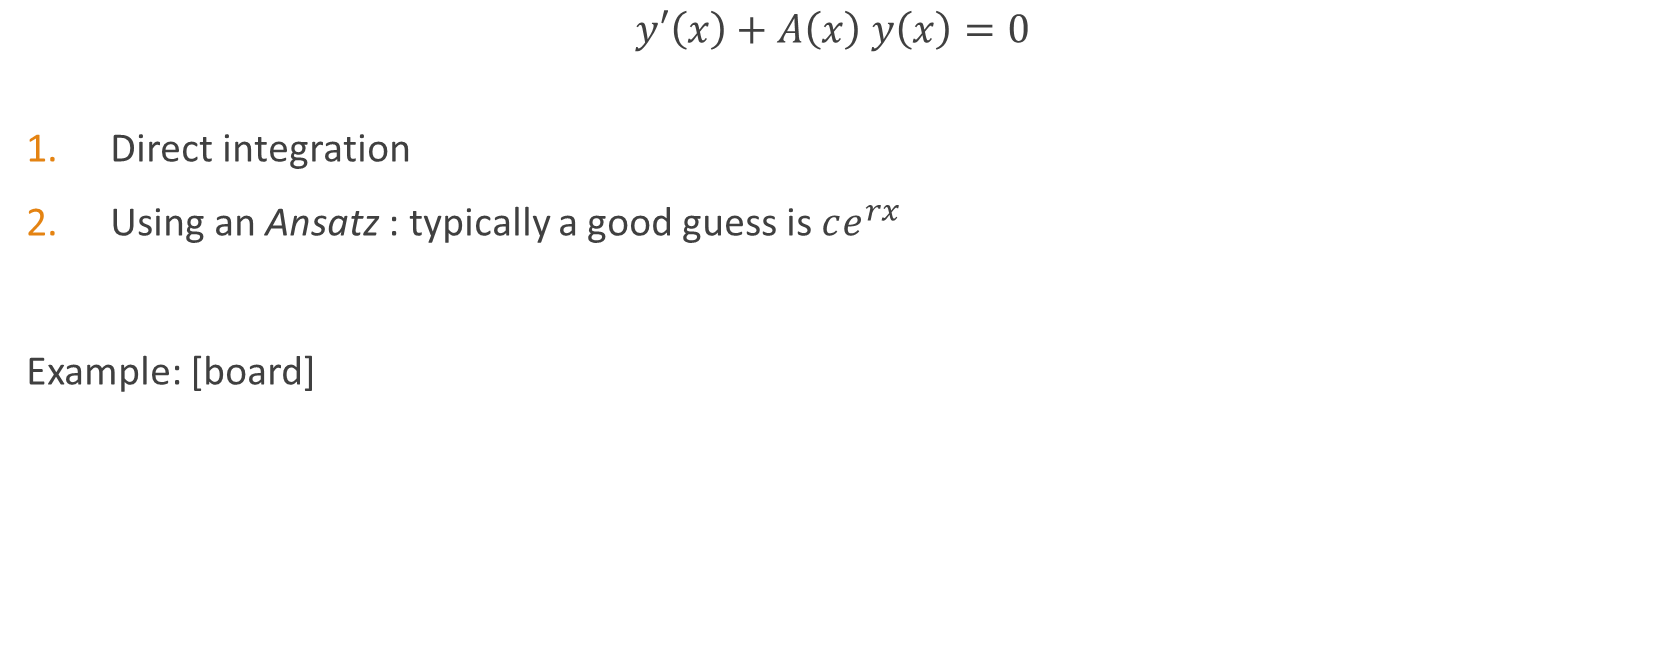 y′(x) + A(x) y(x) = 0
1. Direct integration
2. Using an Ansatz : typically a good guess is ce^{rx}
Example: [board]